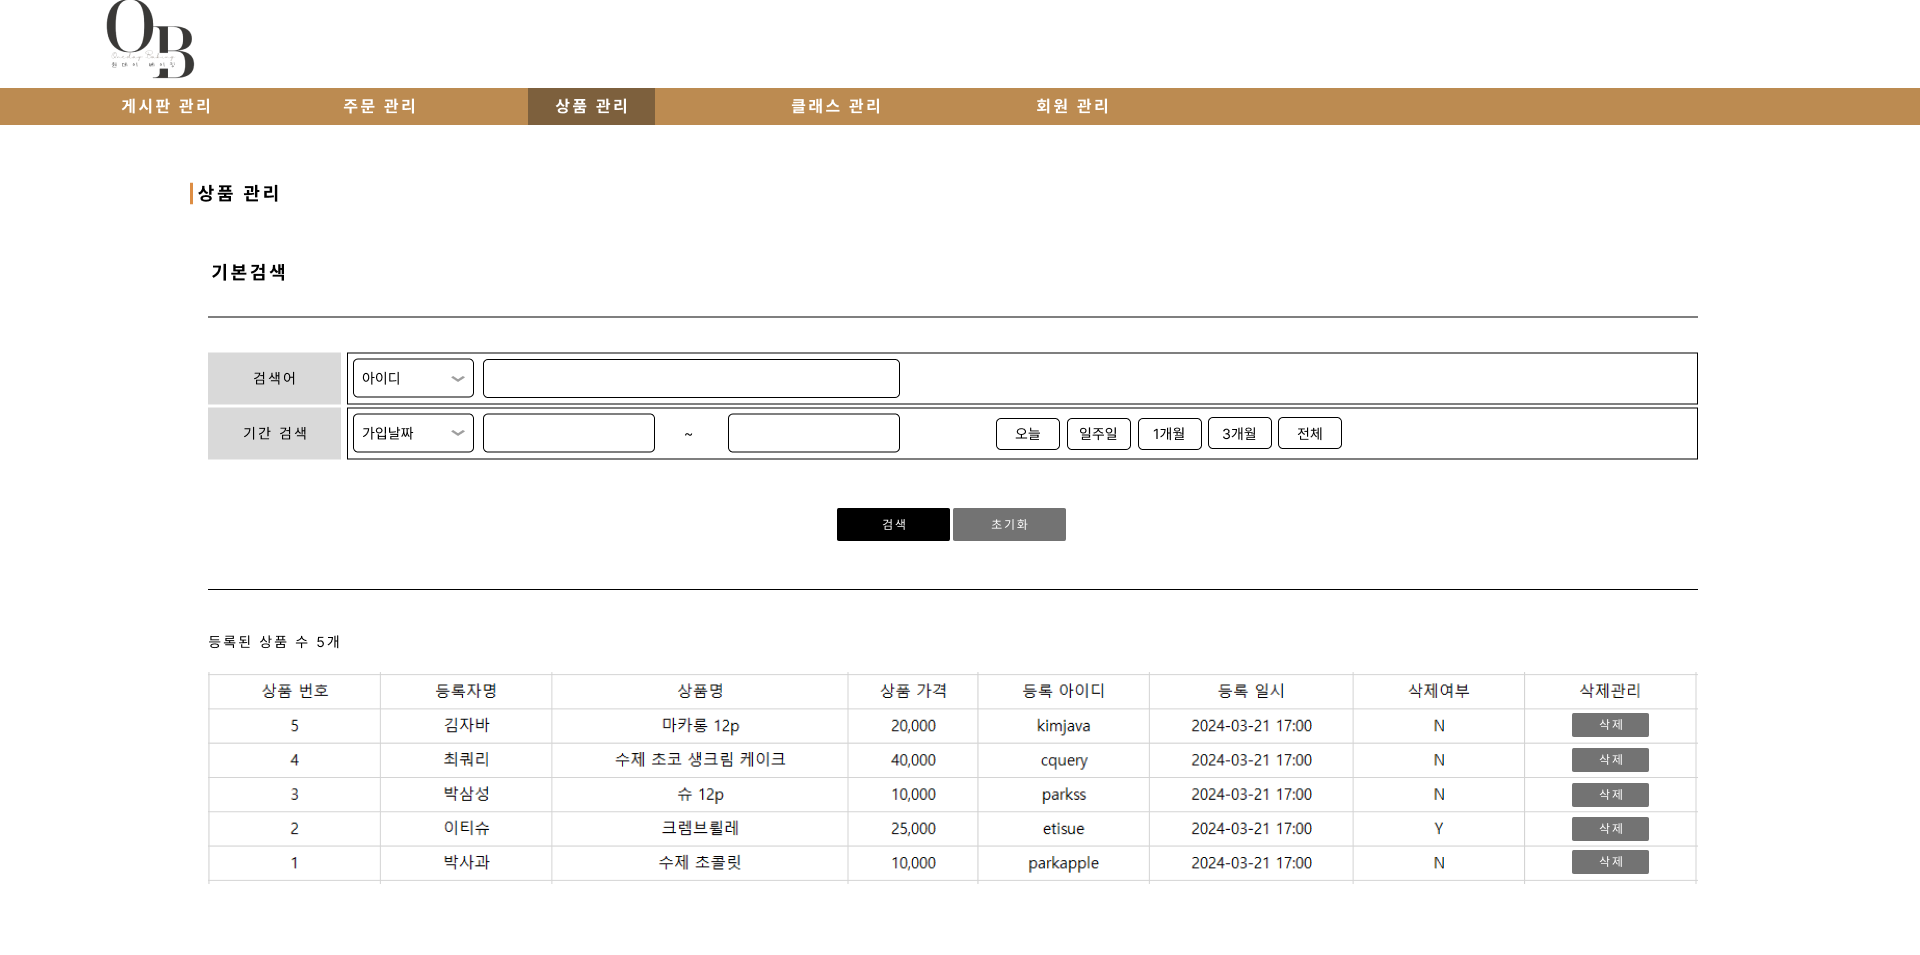 OB
Oneday Baking
원데이 베이킹
게시판 관리 주문 관리 상품 관리 클래스 관리 회원 관리
상품 관리
기본검색
검색어 아이디
기간 검색 가입날짜 ~ 오늘 일주일 1개월 3개월 전체
검색 초기화
등록된 상품 수 5개
상품 번호 등록자명 상품명 상품 가격 등록 아이디 등록 일시 삭제여부 삭제관리
5 김자바 마카롱 12p 20,000 kimjava 2024-03-21 17:00 N 삭제
4 최쿼리 수제 초코 생크림 케이크 40,000 cquery 2024-03-21 17:00 N 삭제
3 박삼성 슈 12p 10,000 parkss 2024-03-21 17:00 N 삭제
2 이티슈 크렘브륄레 25,000 etisue 2024-03-21 17:00 Y 삭제
1 박사과 수제 초콜릿 10,000 parkapple 2024-03-21 17:00 N 삭제